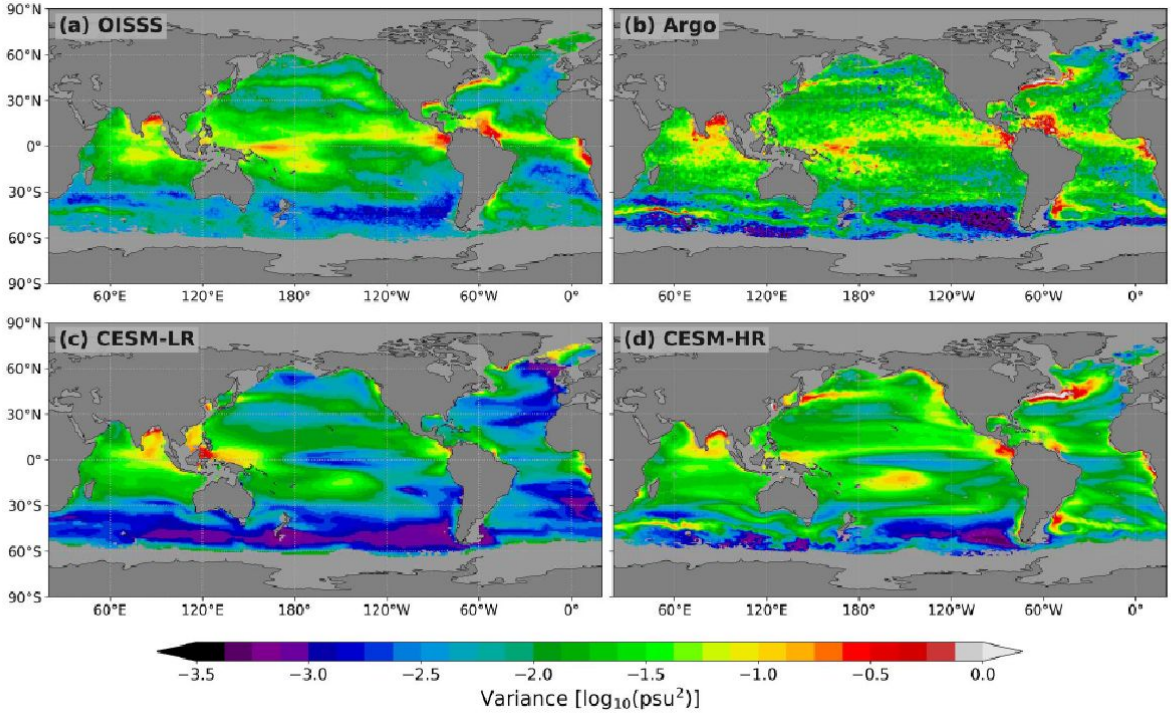 90°N
60°N
30°N
0°
30°S
60°S
90°S
(a) OISSS
60°E 120°E 180° 120°W 60°W 0°
(b) Argo
60°E 120°E 180° 120°W 60°W 0°
90°N
60°N
30°N
0°
30°S
60°S
90°S
(c) CESM-LR
60°E 120°E 180° 120°W 60°W 0°
(d) CESM-HR
60°E 120°E 180° 120°W 60°W 0°
−3.5 −3.0 −2.5 −2.0 −1.5 −1.0 −0.5 0.0
Variance [log₁₀(psu²)]